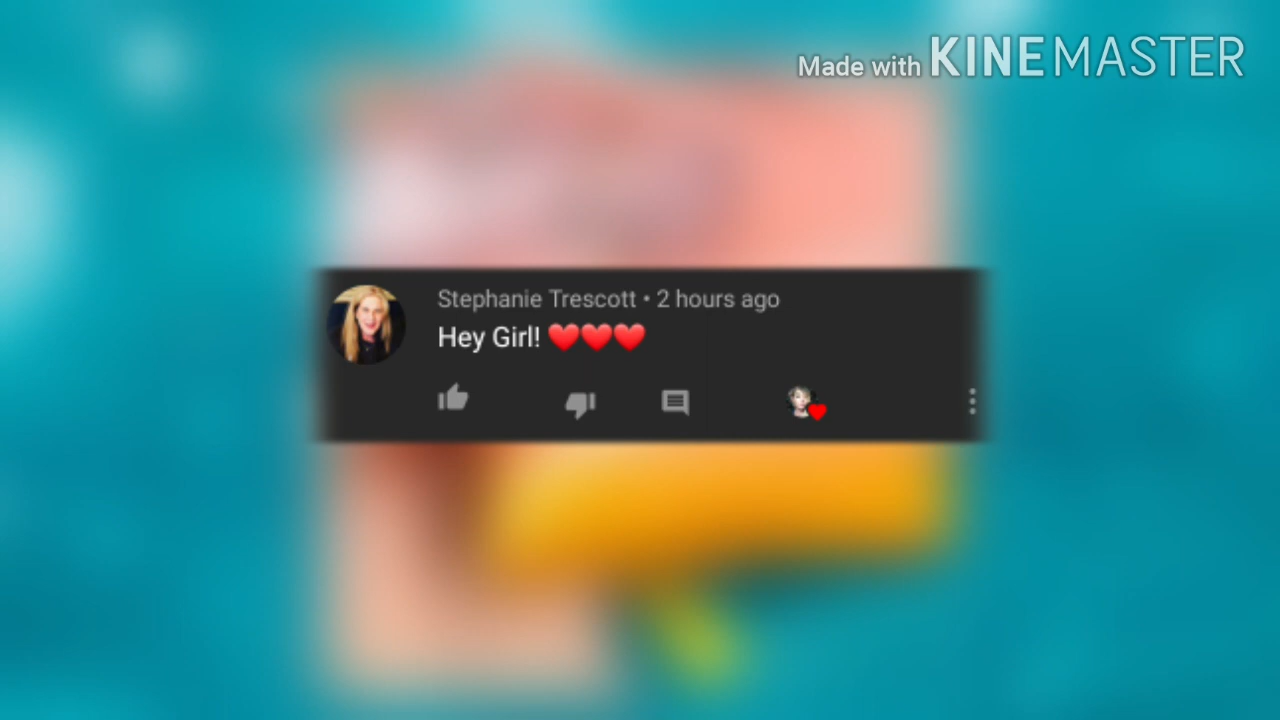 Made with KINEMASTER
Stephanie Trescott • 2 hours ago
Hey Girl! ❤️❤️❤️